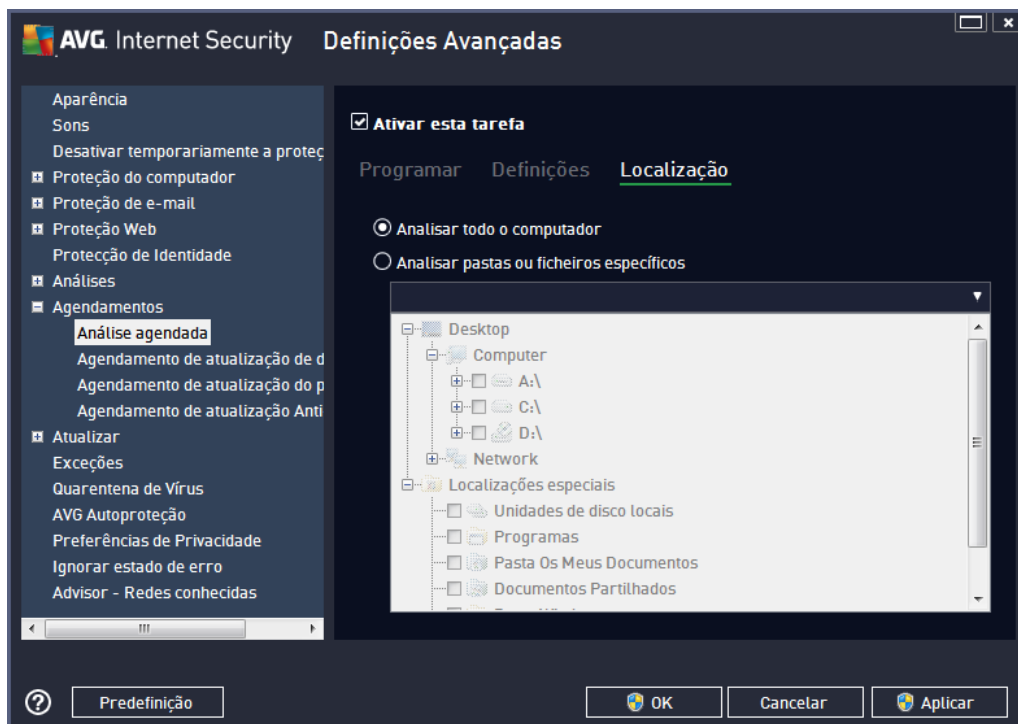 AVG. Internet Security Definições Avançadas
Aparência
Sons
Desativar temporariamente a proteç
Proteção do computador
Proteção de e-mail
Proteção Web
Protecção de Identidade
Análises
Agendamentos
Análise agendada
Agendamento de atualização de d
Agendamento de atualização do p
Agendamento de atualização Anti
Atualizar
Exceções
Quarentena de Vírus
AVG Autoproteção
Preferências de Privacidade
Ignorar estado de erro
Advisor - Redes conhecidas
Ativar esta tarefa
Programar Definições Localização
Analisar todo o computador
Analisar pastas ou ficheiros específicos
Desktop
Computer
A:\
C:\
D:\
Network
Localizações especiais
Unidades de disco locais
Programas
Pasta Os Meus Documentos
Documentos Partilhados
Predefinição OK Cancelar Aplicar